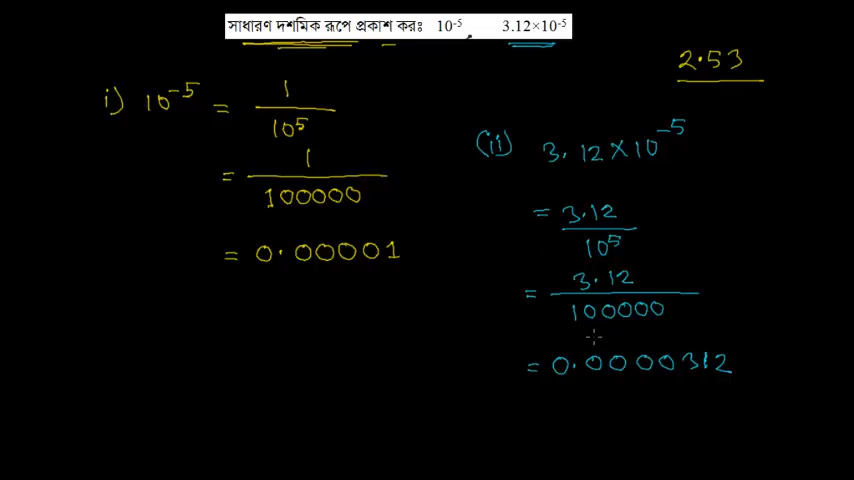 সাধারণ দশমিক রূপে প্রকাশ করঃ 10⁻⁵ 3.12×10⁻⁵
2.53
i) 10⁻⁵ = 1/10⁵
= 1/100000
= 0.00001
(ii) 3.12×10⁻⁵
= 3.12/10⁵
= 3.12/100000
= 0.0000312